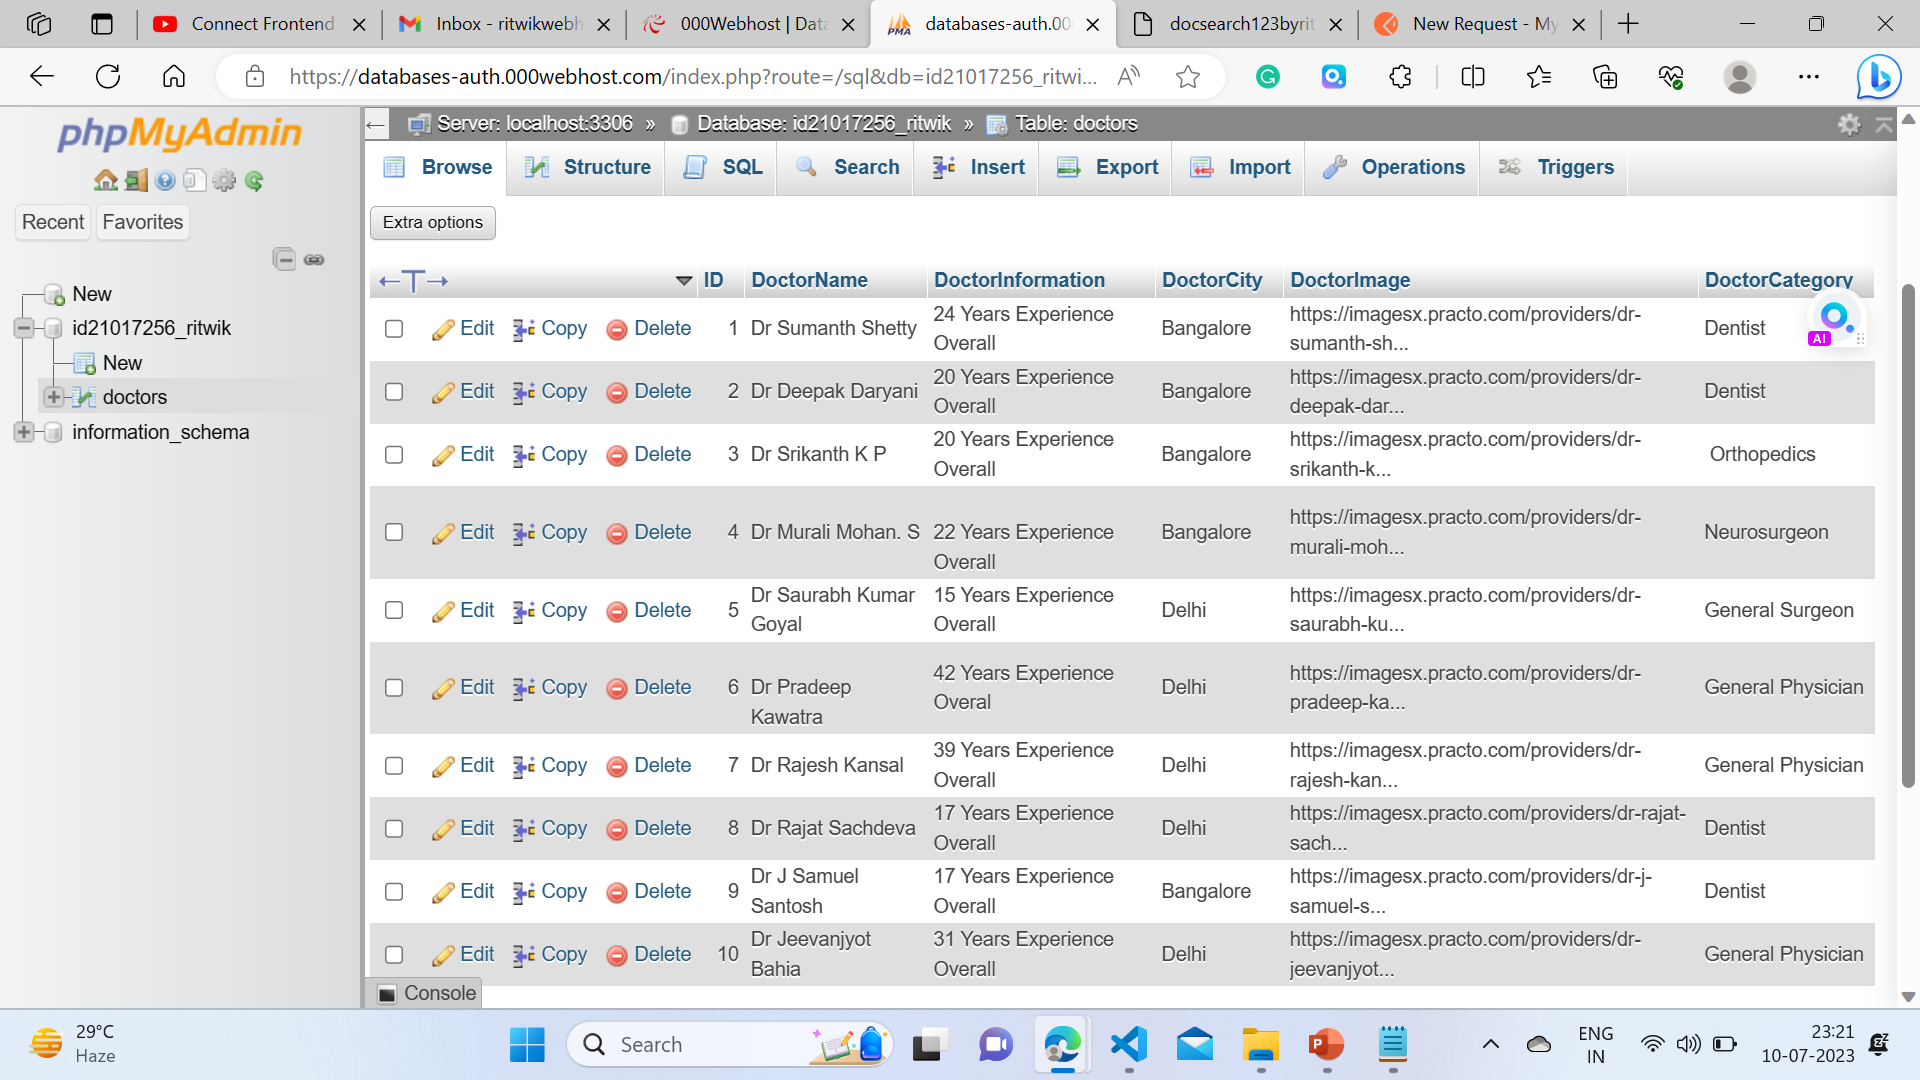 Connect Frontend
Inbox - ritwikwebh
000Webhost | Data
databases-auth.00
docsearch123byrit
New Request - My
https://databases-auth.000webhost.com/index.php?route=/sql&db=id21017256_ritwi...
phpMyAdmin
Recent
Favorites
New
id21017256_ritwik
New
doctors
information_schema
Server: localhost:3306 » Database: id21017256_ritwik » Table: doctors
Browse
Structure
SQL
Search
Insert
Export
Import
Operations
Triggers
Extra options
←T→ ID DoctorName DoctorInformation DoctorCity DoctorImage DoctorCategory
AI
Edit Copy Delete 1 Dr Sumanth Shetty 24 Years Experience Overall Bangalore https://imagesx.practo.com/providers/dr-sumanth-sh... Dentist
Edit Copy Delete 2 Dr Deepak Daryani 20 Years Experience Overall Bangalore https://imagesx.practo.com/providers/dr-deepak-dar... Dentist
Edit Copy Delete 3 Dr Srikanth K P 20 Years Experience Overall Bangalore https://imagesx.practo.com/providers/dr-srikanth-k... Orthopedics
Edit Copy Delete 4 Dr Murali Mohan. S 22 Years Experience Overall Bangalore https://imagesx.practo.com/providers/dr-murali-moh... Neurosurgeon
Edit Copy Delete 5 Dr Saurabh Kumar Goyal 15 Years Experience Overall Delhi https://imagesx.practo.com/providers/dr-saurabh-ku... General Surgeon
Edit Copy Delete 6 Dr Pradeep Kawatra 42 Years Experience Overal Delhi https://imagesx.practo.com/providers/dr-pradeep-ka... General Physician
Edit Copy Delete 7 Dr Rajesh Kansal 39 Years Experience Overall Delhi https://imagesx.practo.com/providers/dr-rajesh-kan... General Physician
Edit Copy Delete 8 Dr Rajat Sachdeva 17 Years Experience Overall Delhi https://imagesx.practo.com/providers/dr-rajat-sach... Dentist
Edit Copy Delete 9 Dr J Samuel Santosh 17 Years Experience Overall Bangalore https://imagesx.practo.com/providers/dr-j-samuel-s... Dentist
Edit Copy Delete 10 Dr Jeevanjyot Bahia 31 Years Experience Overall Delhi https://imagesx.practo.com/providers/dr-jeevanjyot... General Physician
Console
29°C
Haze
Search
ENG
IN
23:21
10-07-2023